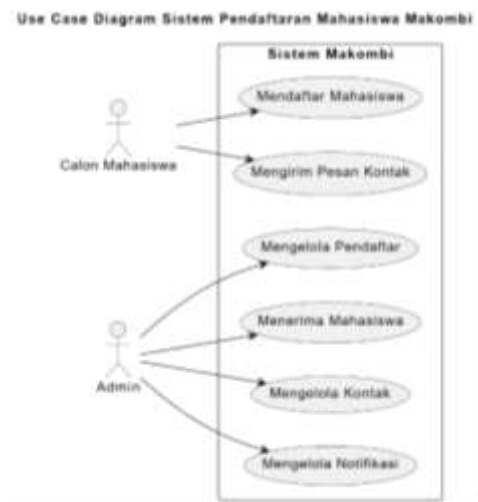 Use Case Diagram Sistem Pendaftaran Mahasiswa Makombi
Sistem Makombi
Mendaftar Mahasiswa
Calon Mahasiswa
Mengirim Pesan Kontak
Mengelola Pendaftar
Menerima Mahasiswa
Admin
Mengelola Kontak
Mengelola Notifikasi